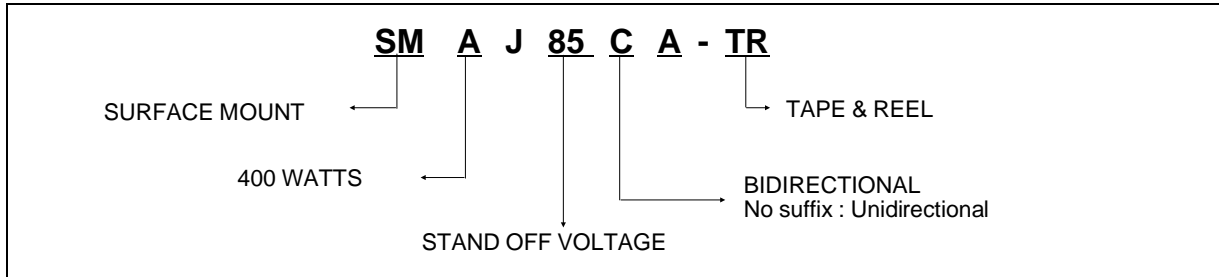 SM A J 85 C A - TR
SURFACE MOUNT
TAPE & REEL
400 WATTS
BIDIRECTIONAL
No suffix : Unidirectional
STAND OFF VOLTAGE